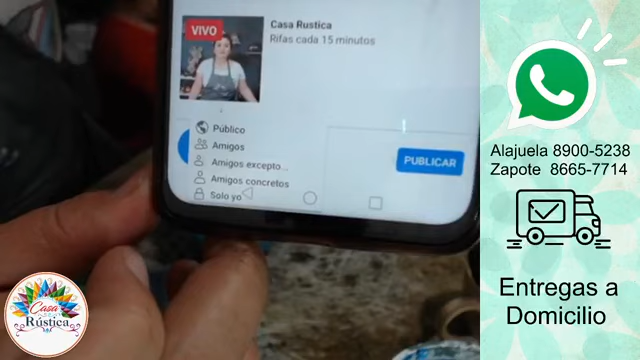 VIVO
Casa Rustica
Rifas cada 15 minutos
Público
Amigos
Amigos excepto...
Amigos concretos
Solo yo
PUBLICAR
Casa
Rústica
Alajuela 8900-5238
Zapote 8665-7714
Entregas a
Domicilio